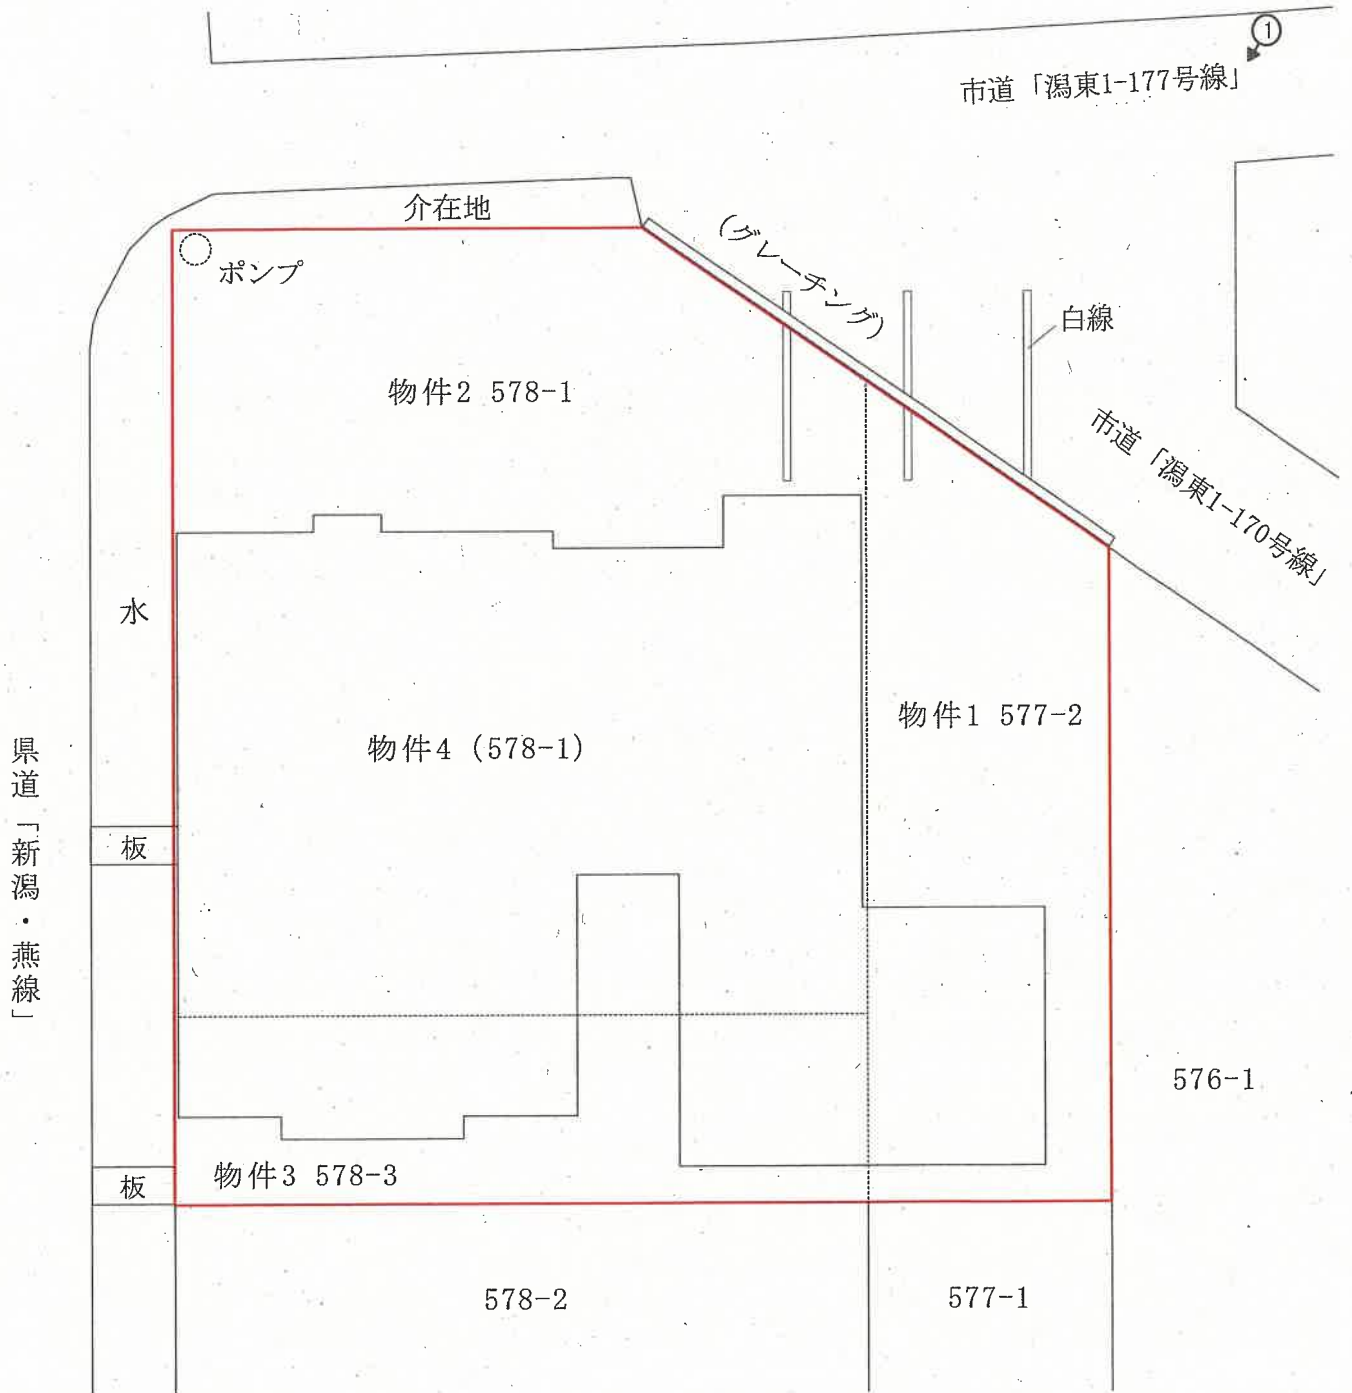 ①
市道「潟東1-177号線」
介在地
(グレーチング)
ポンプ
白線
物件2 578-1
市道「潟東1-170号線」
水
物件1 577-2
物件4 (578-1)
県道「新潟・燕線」
板
576-1
物件3 578-3
板
578-2
577-1